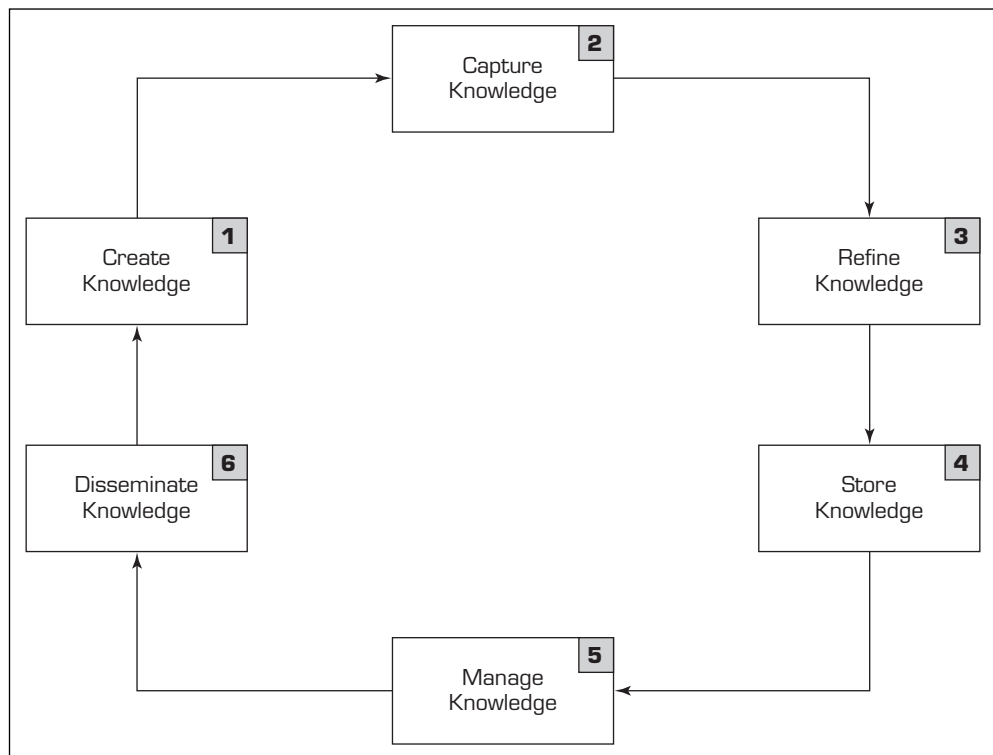 2
Capture
Knowledge
1
Create
Knowledge
3
Refine
Knowledge
6
Disseminate
Knowledge
4
Store
Knowledge
5
Manage
Knowledge